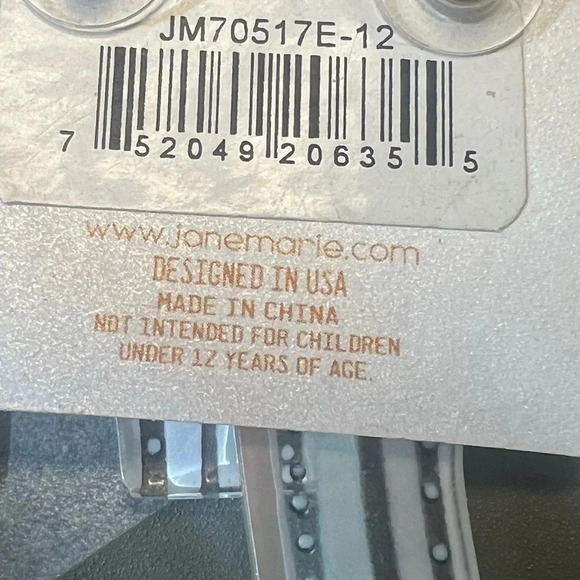 JM70517E-12
7 52049 20635 5
www.janemarie.com
DESIGNED IN USA
MADE IN CHINA
NOT INTENDED FOR CHILDREN
UNDER 12 YEARS OF AGE.